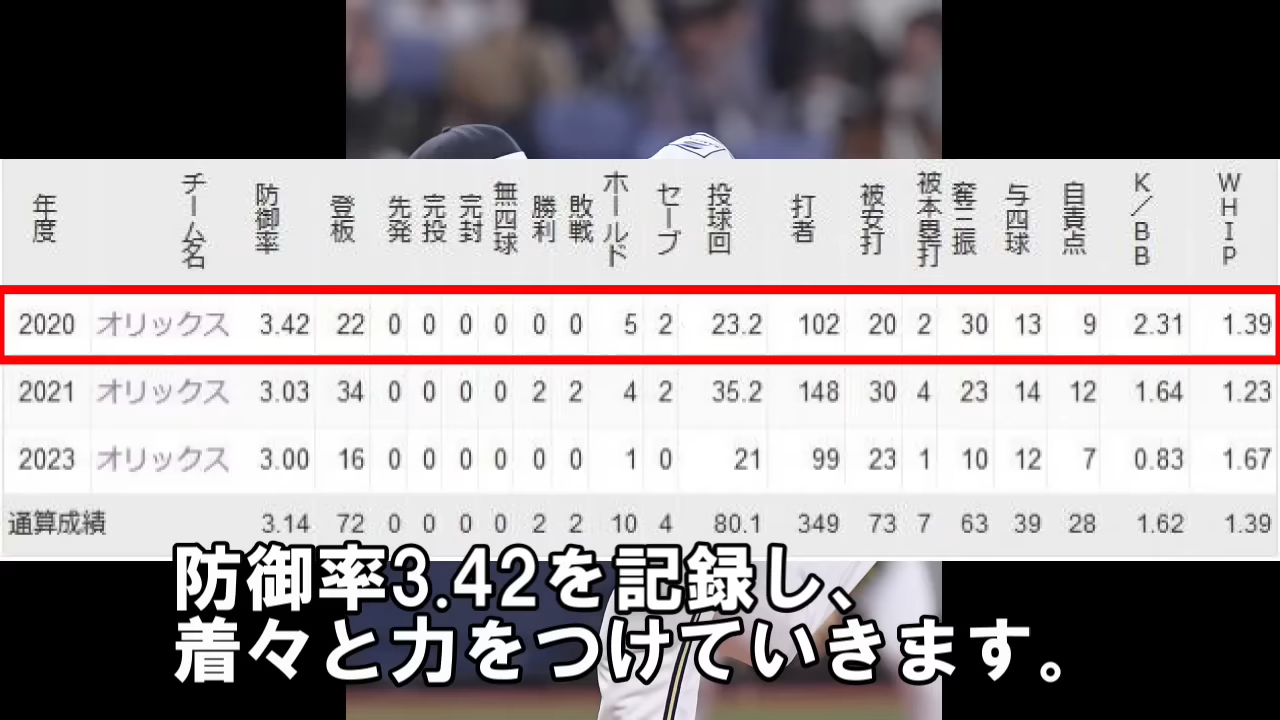 年度 チーム名 防御率 登板 先発 完投 完封 無四球 勝利 敗戦 ホールド セーブ 投球回 打者 被安打 被本塁打 奪三振 与四球 自責点 K/BB WHIP
2020 オリックス 3.42 22 0 0 0 0 0 0 5 2 23.2 102 20 2 30 13 9 2.31 1.39
2021 オリックス 3.03 34 0 0 0 0 2 2 4 2 35.2 148 30 4 23 14 12 1.64 1.23
2023 オリックス 3.00 16 0 0 0 0 0 0 1 0 21 99 23 1 10 12 7 0.83 1.67
通算成績 3.14 72 0 0 0 0 2 2 10 4 80.1 349 73 7 63 39 28 1.62 1.39
防御率3.42を記録し、
着々と力をつけていきます。